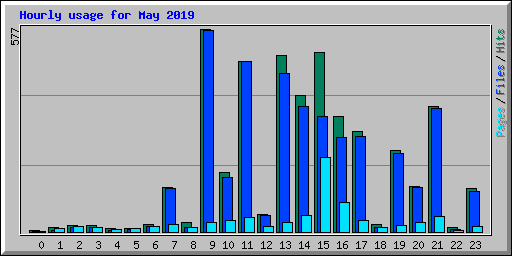 Hourly usage for May 2019
577
Pages/Files/Hits
0 1 2 3 4 5 6 7 8 9 10 11 12 13 14 15 16 17 18 19 20 21 22 23